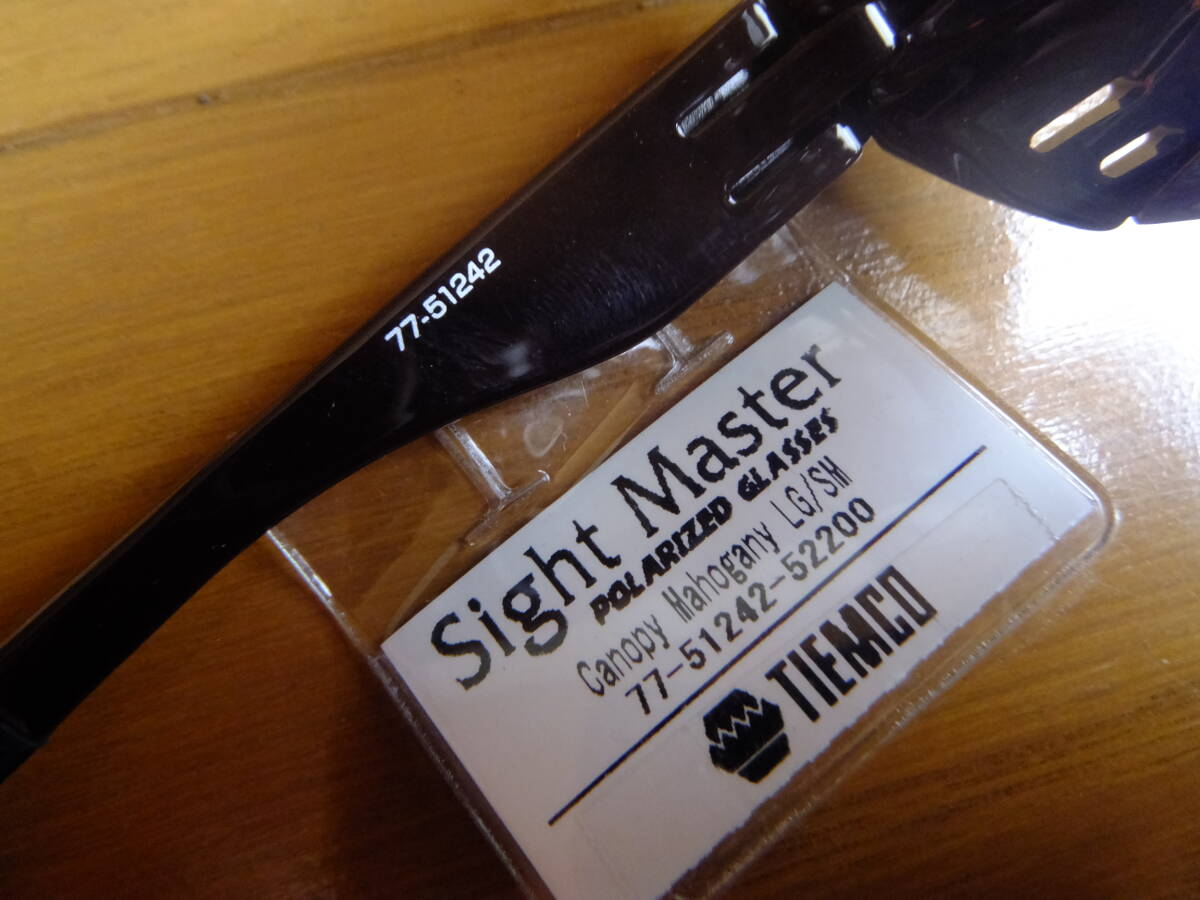 77-51242
Sight Master
POLARIZED GLASSES
Canopy Mahogany LG/SM
77-51242-52200
TIEMCO